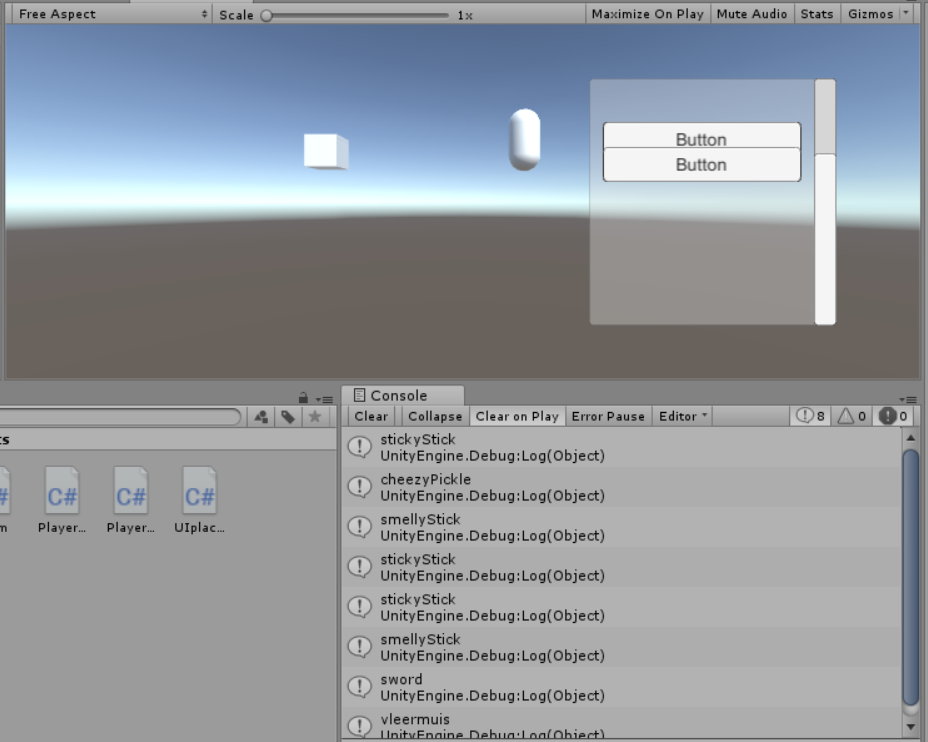 Free Aspect
Scale
1x
Maximize On Play
Mute Audio
Stats
Gizmos
Button
Button
Console
Clear
Collapse
Clear on Play
Error Pause
Editor
8
0
0
ts
stickyStick
UnityEngine.Debug:Log(Object)
cheezyPickle
UnityEngine.Debug:Log(Object)
smellyStick
UnityEngine.Debug:Log(Object)
stickyStick
UnityEngine.Debug:Log(Object)
stickyStick
UnityEngine.Debug:Log(Object)
smellyStick
UnityEngine.Debug:Log(Object)
sword
UnityEngine.Debug:Log(Object)
vleermuis
UnityEngine.Debug:Log(Object)
#
C#
C#
C#
m
Player...
Player...
UIplac...